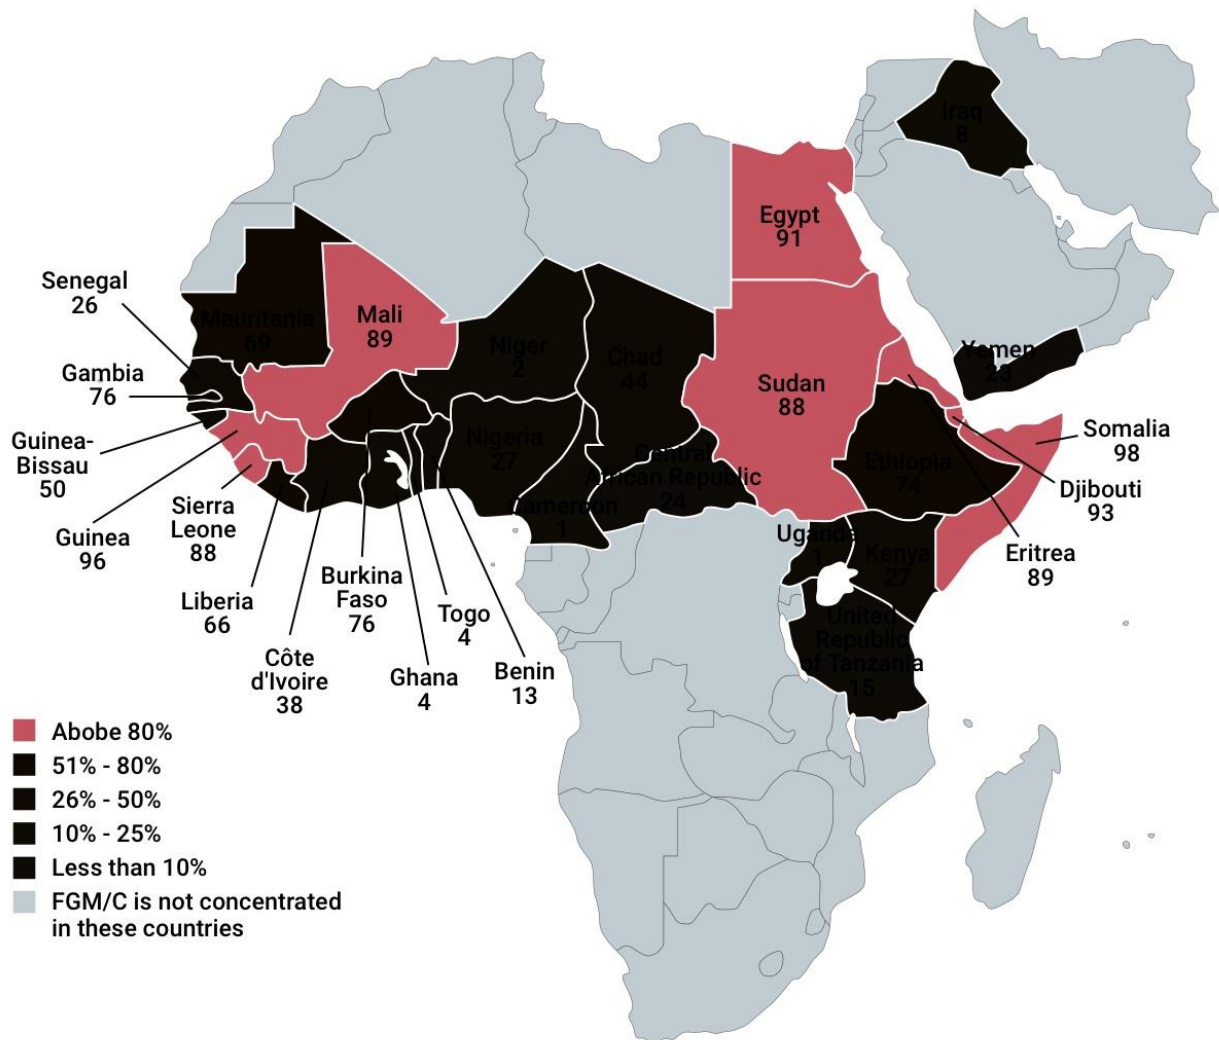 Iraq
8
Egypt
91
Senegal
26
Mauritania
69
Mali
89
Niger
2
Chad
44
Yemen
23
Gambia
76
Sudan
88
Guinea-
Bissau
50
Nigeria
27
Central
African Republic
24
Ethiopia
74
Somalia
98
Djibouti
93
Sierra
Leone
88
Guinea
96
Cameroon
1
Uganda
1
Kenya
27
Eritrea
89
Liberia
66
Burkina
Faso
76
Togo
4
Côte
d'Ivoire
38
Ghana
4
Benin
13
United
Republic
of Tanzania
15
Abobe 80%
51% - 80%
26% - 50%
10% - 25%
Less than 10%
FGM/C is not concentrated
in these countries